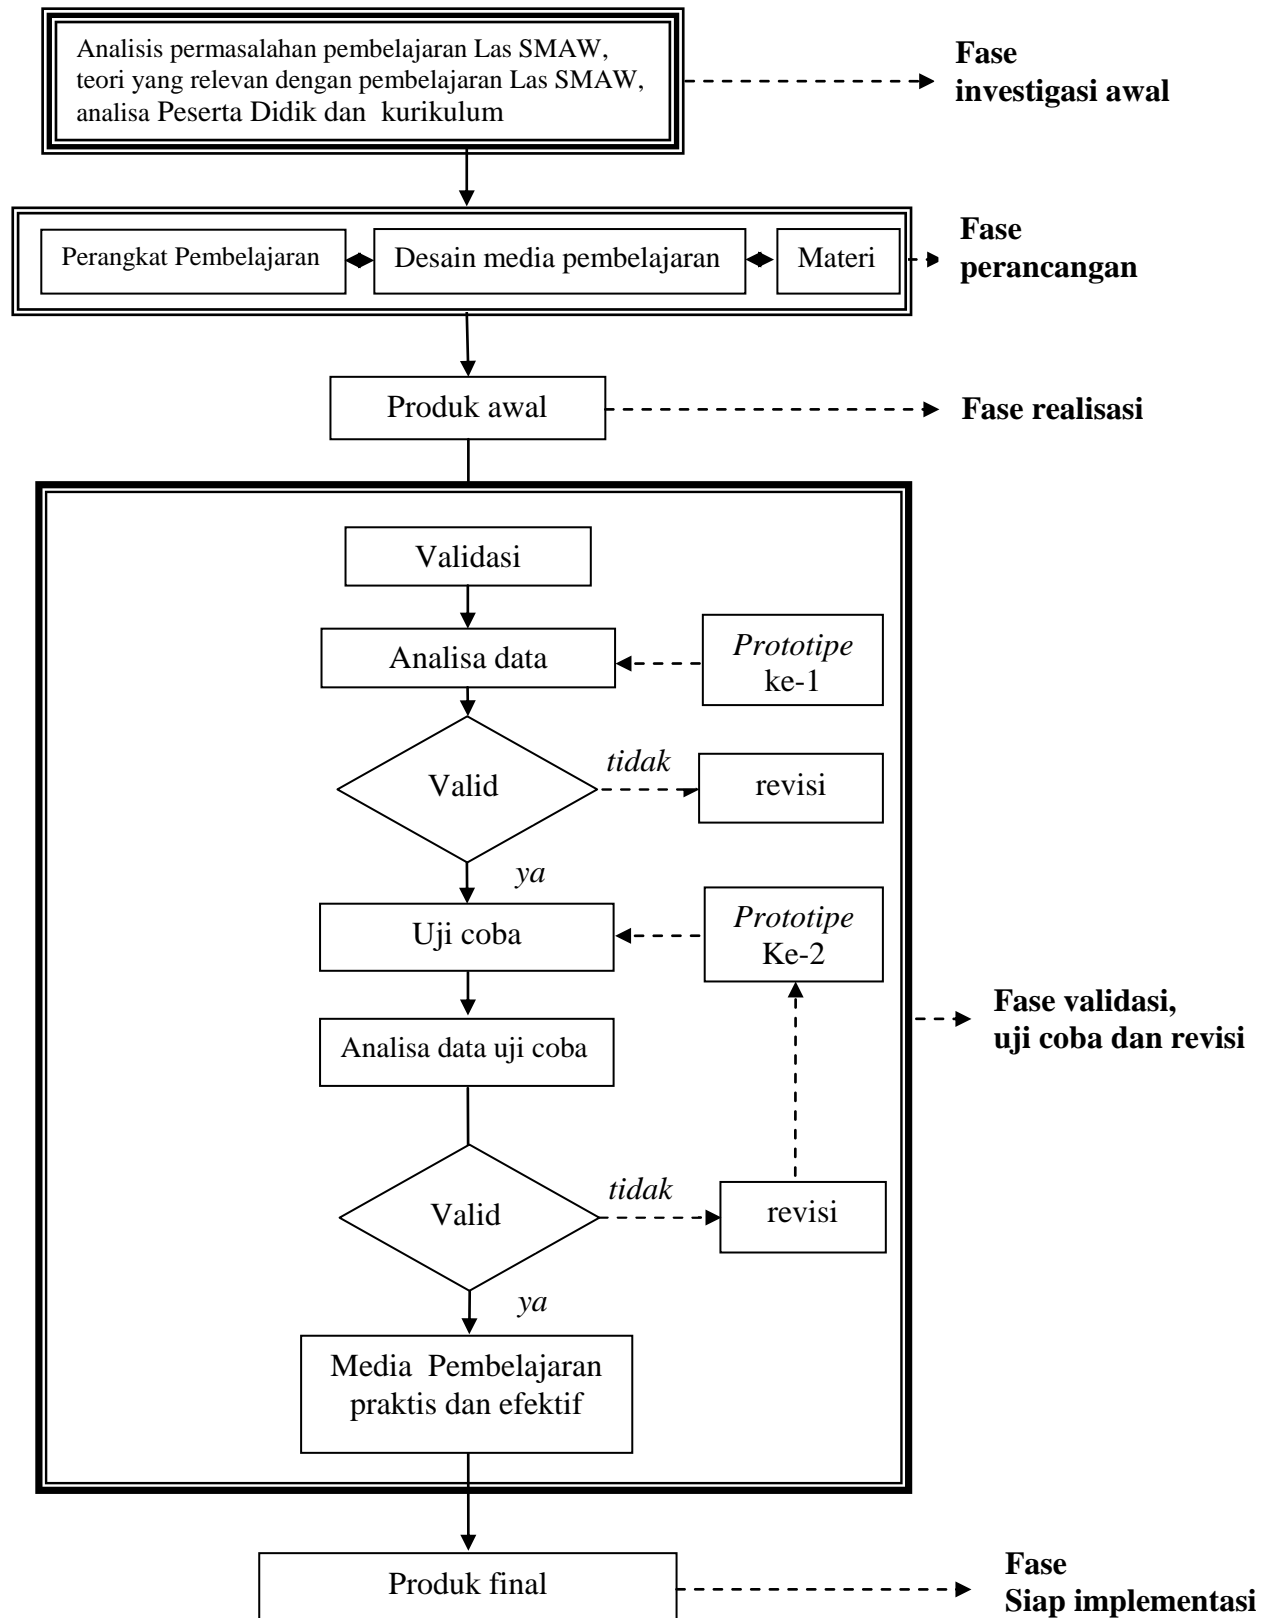 Analisis permasalahan pembelajaran Las SMAW,
teori yang relevan dengan pembelajaran Las SMAW,
analisa Peserta Didik dan kurikulum
Fase
investigasi awal
Perangkat Pembelajaran
Desain media pembelajaran
Materi
Fase
perancangan
Produk awal
Fase realisasi
Validasi
Analisa data
Prototipe
ke-1
Valid
tidak
revisi
ya
Uji coba
Prototipe
Ke-2
Analisa data uji coba
Fase validasi,
uji coba dan revisi
Valid
tidak
revisi
ya
Media Pembelajaran
praktis dan efektif
Produk final
Fase
Siap implementasi